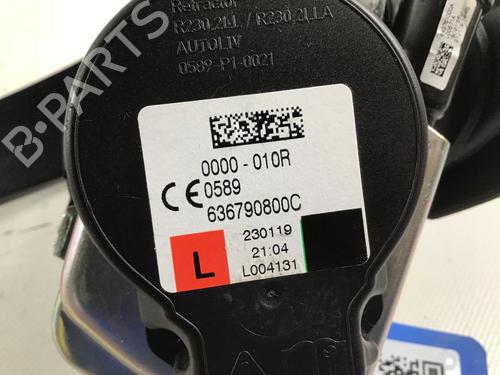 Retractor
R230.2LL / R230.2LLA
AUTOLIV
0589-P1-0021
B-PARTS
0000 - 010R
CE 0589
636790800C
L
230119
21:04
L004131